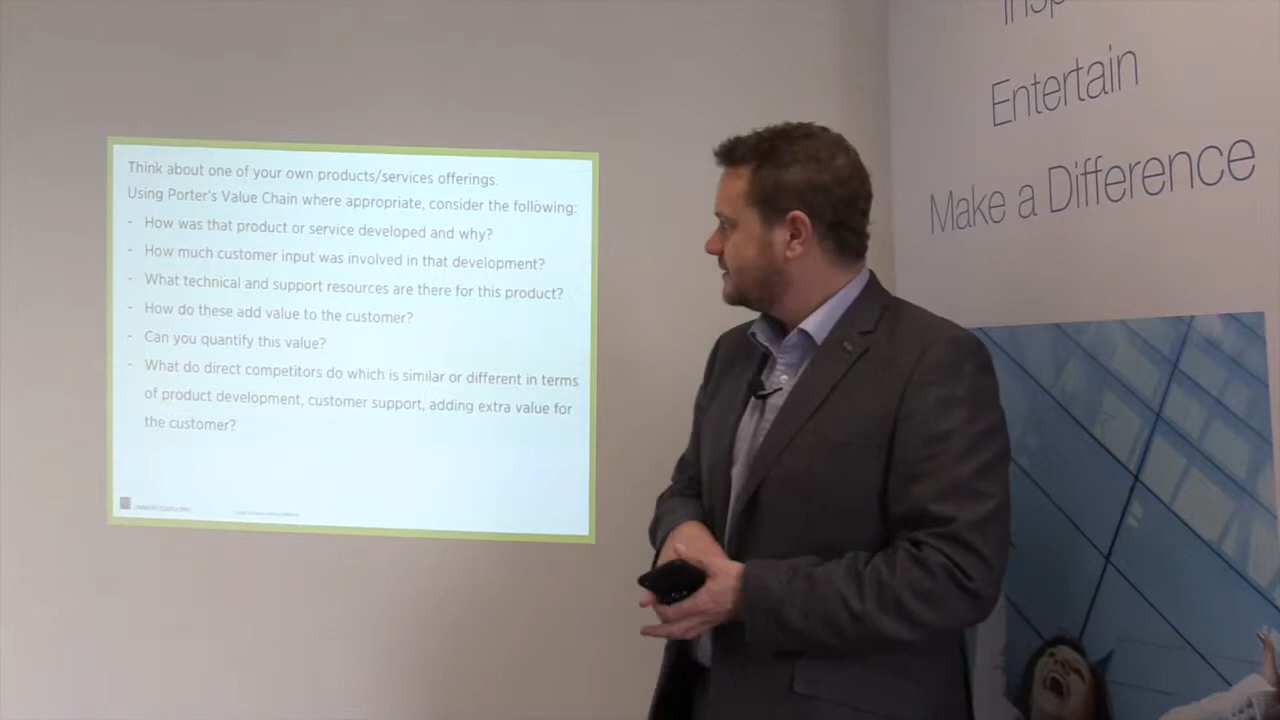 Think about one of your own products/services offerings.
Using Porter's Value Chain where appropriate, consider the following:
- How was that product or service developed and why?
- How much customer input was involved in that development?
- What technical and support resources are there for this product?
- How do these add value to the customer?
- Can you quantify this value?
- What do direct competitors do which is similar or different in terms
of product development, customer support, adding extra value for
the customer?
Entertain
Make a Difference